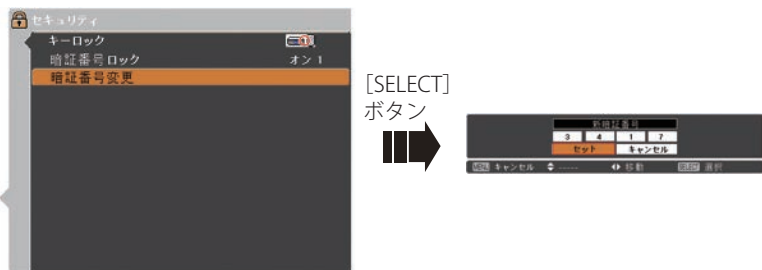 セキュリティ
キーロック
暗証番号ロック オン 1
暗証番号変更
[SELECT]
ボタン
新暗証番号
3 4 1 7
セット キャンセル
MENU キャンセル ----- 移動 SELECT 選択